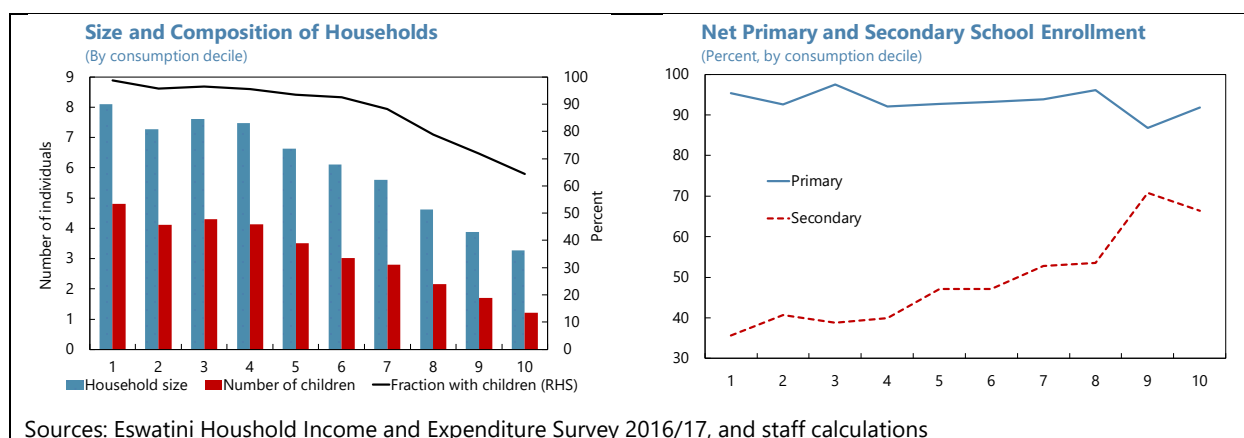 Size and Composition of Households
(By consumption decile)
9
8
7
6
5
4
3
2
1
0
Number of individuals
100
90
80
70
60
50
40
30
20
10
0
Percent
1 2 3 4 5 6 7 8 9 10
Household size Number of children Fraction with children (RHS)
Net Primary and Secondary School Enrollment
(Percent, by consumption decile)
100
90
80
70
60
50
40
30
Primary
Secondary
1 2 3 4 5 6 7 8 9 10
Sources: Eswatini Houshold Income and Expenditure Survey 2016/17, and staff calculations